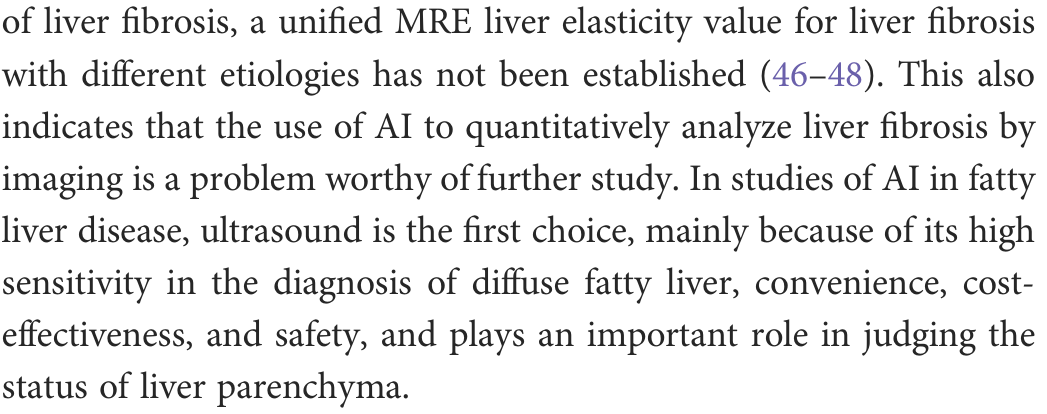 of liver fibrosis, a unified MRE liver elasticity value for liver fibrosis
with different etiologies has not been established (46–48). This also
indicates that the use of AI to quantitatively analyze liver fibrosis by
imaging is a problem worthy of further study. In studies of AI in fatty
liver disease, ultrasound is the first choice, mainly because of its high
sensitivity in the diagnosis of diffuse fatty liver, convenience, cost-
effectiveness, and safety, and plays an important role in judging the
status of liver parenchyma.